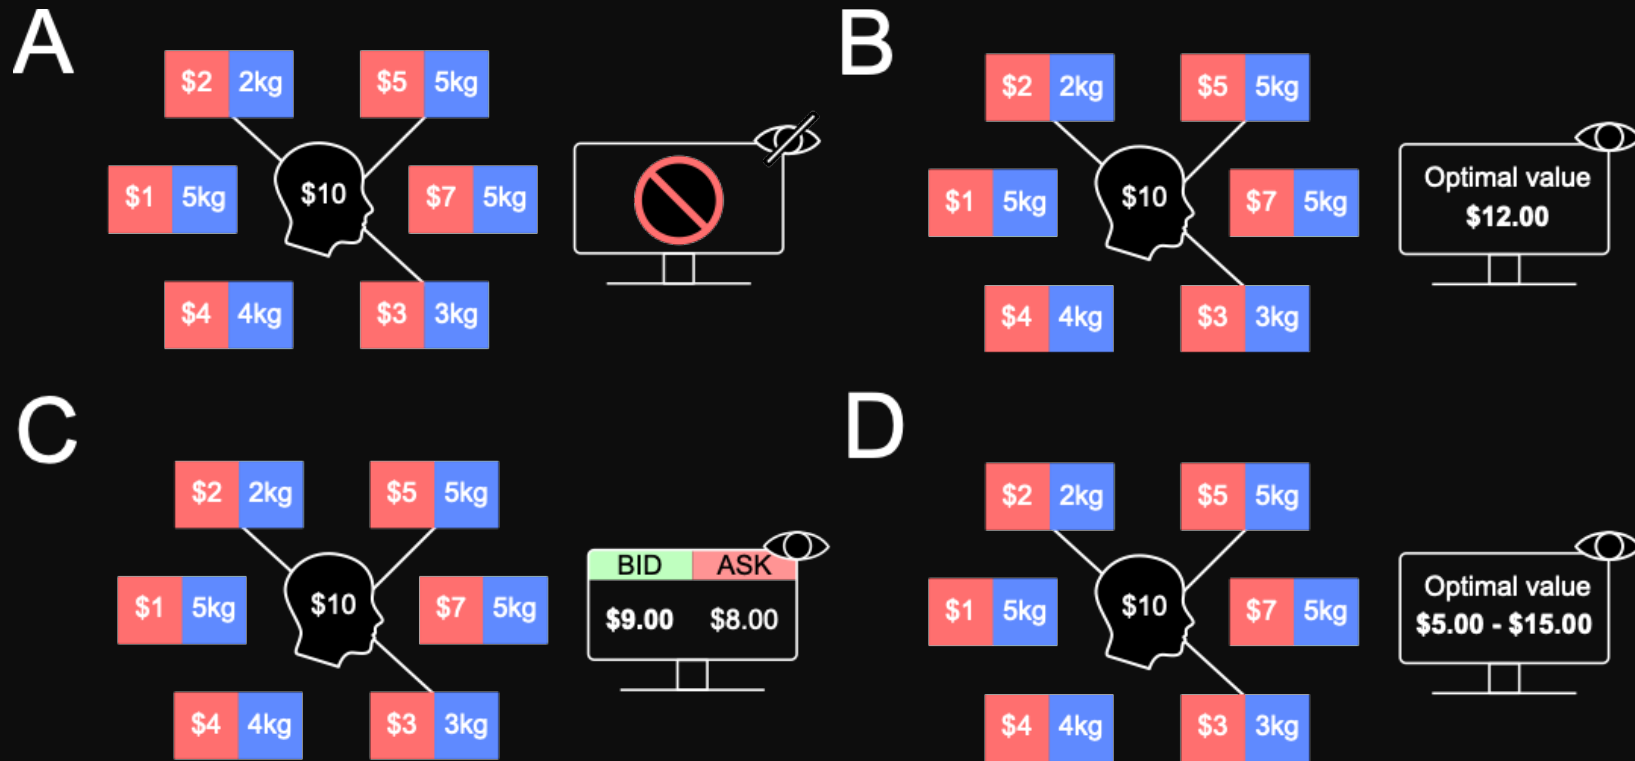 A
$2 2kg
$5 5kg
$1 5kg
$10
$7 5kg
$4 4kg
$3 3kg
B
$2 2kg
$5 5kg
$1 5kg
$10
$7 5kg
$4 4kg
$3 3kg
Optimal value
$12.00
C
$2 2kg
$5 5kg
$1 5kg
$10
$7 5kg
$4 4kg
$3 3kg
BID ASK
$9.00 $8.00
D
$2 2kg
$5 5kg
$1 5kg
$10
$7 5kg
$4 4kg
$3 3kg
Optimal value
$5.00 - $15.00